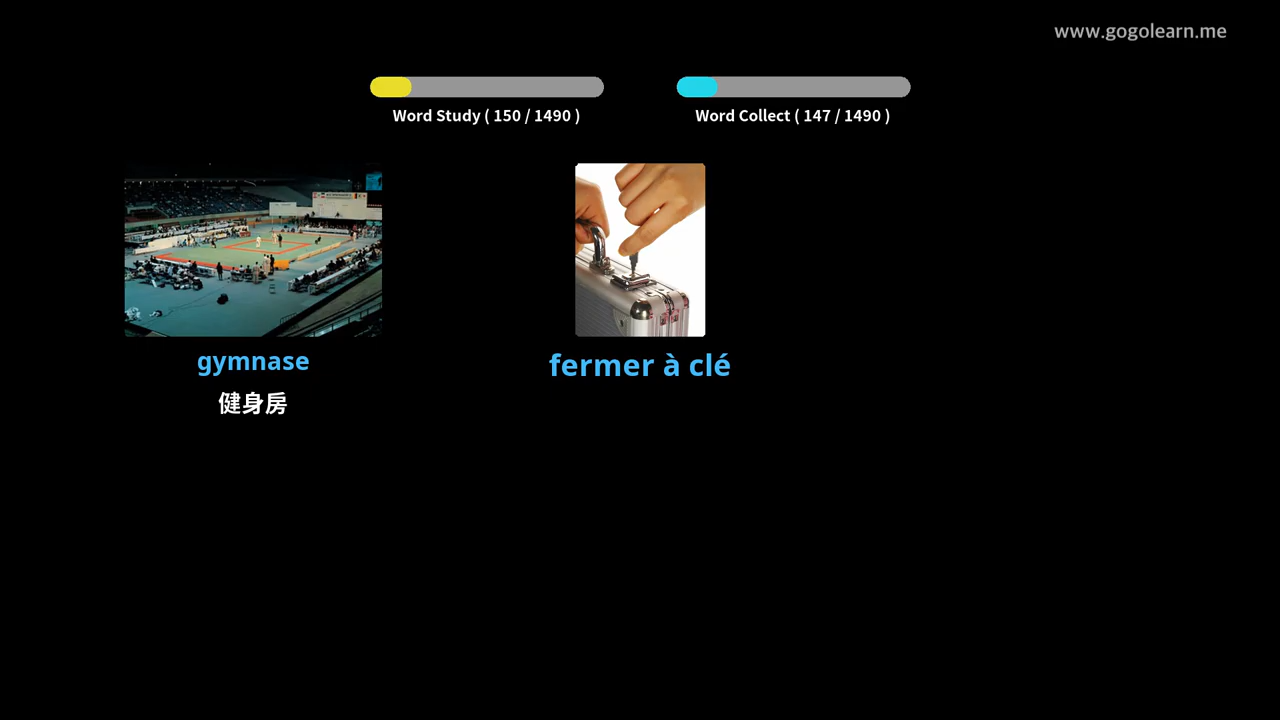 www.gogolearn.me
Word Study ( 150 / 1490 )
Word Collect ( 147 / 1490 )
gymnase
健身房
fermer à clé